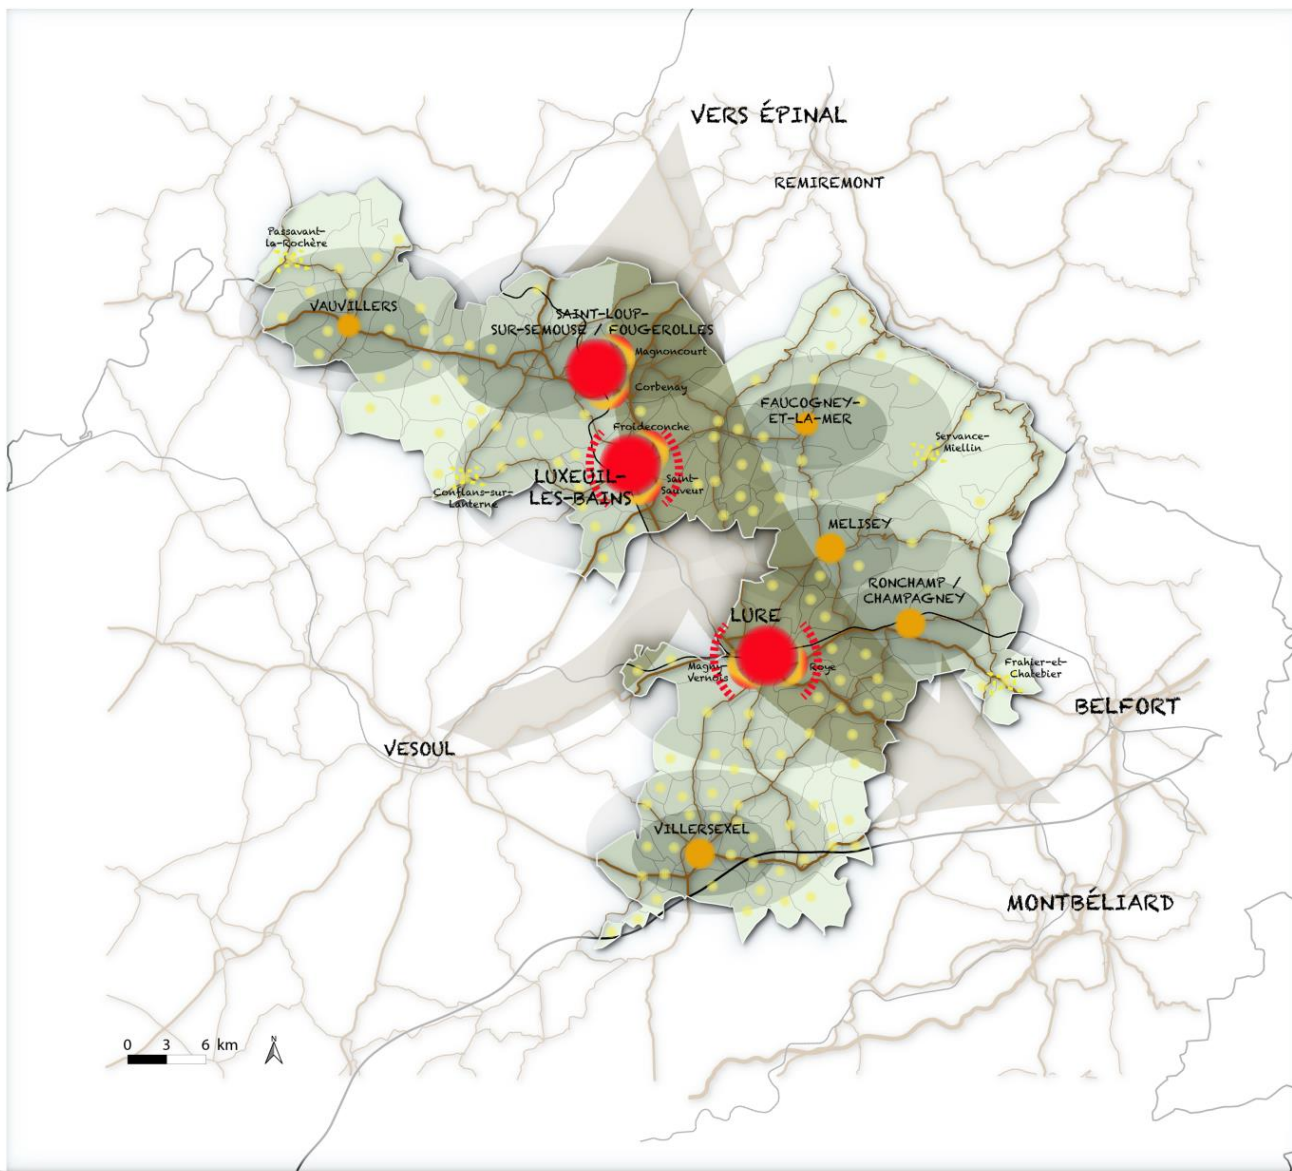 VERS ÉPINAL
REMIREMONT
Passavant-
la-Rochère
VAUVILLERS
SAINT-LOUP-
SUR-SEMOUSE / FOUGEROLLES
Magnoncourt
Corbenay
FAUCOGNEY-
ET-LA-MER
Froideconche
Servance-
Miellin
LUXEUIL-
LES-BAINS
Saint-
Sauveur
Conflans-sur-
Lanterne
MELISEY
RONCHAMP /
CHAMPAGNEY
LURE
Magny-
Vernois
Roye
Frahier-et-
Chatebier
BELFORT
VESOUL
VILLERSEXEL
MONTBÉLIARD
0 3 6 km
N